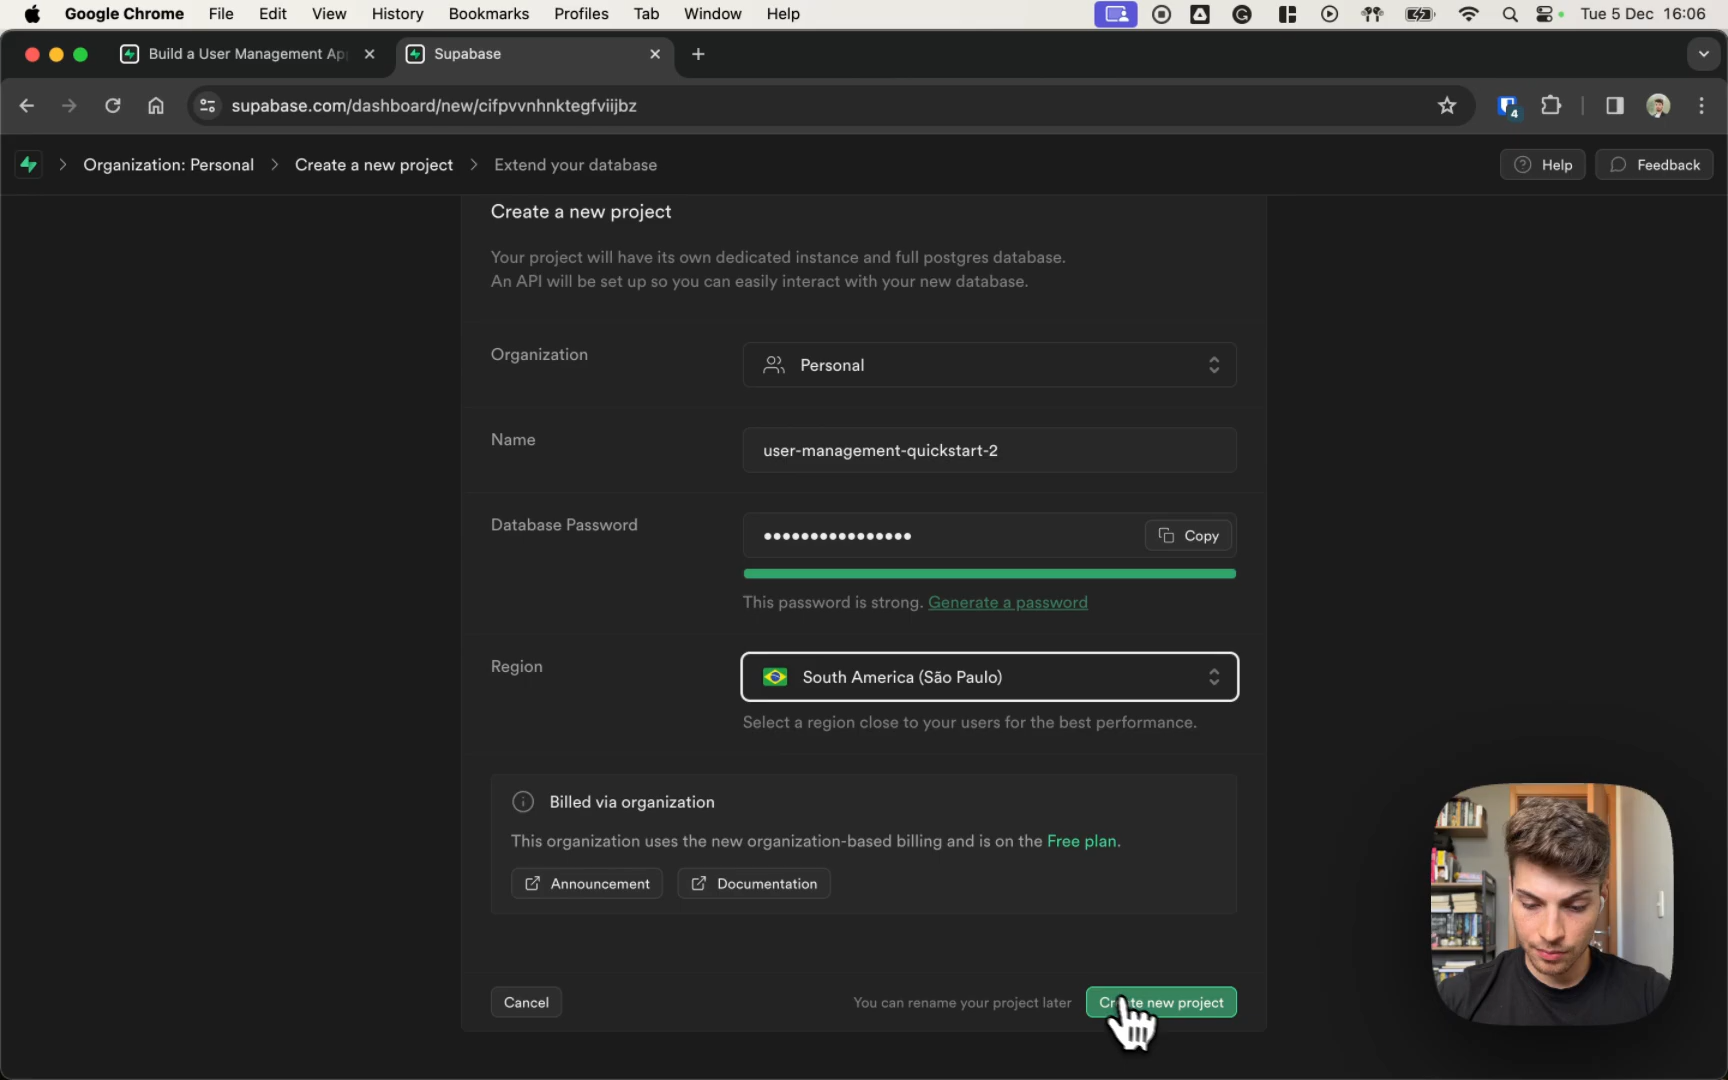 Google Chrome File Edit View History Bookmarks Profiles Tab Window Help Tue 5 Dec 16:06
Build a User Management Ap
Supabase
supabase.com/dashboard/new/cifpvvnhnktegfviijbz
4
Organization: Personal Create a new project Extend your database Help Feedback
Create a new project
Your project will have its own dedicated instance and full postgres database.
An API will be set up so you can easily interact with your new database.
Organization
Personal
Name
user-management-quickstart-2
Database Password
•••••••••••••••• Copy
This password is strong. Generate a password
Region
South America (São Paulo)
Select a region close to your users for the best performance.
Billed via organization
This organization uses the new organization-based billing and is on the Free plan.
Announcement Documentation
Cancel You can rename your project later Create new project